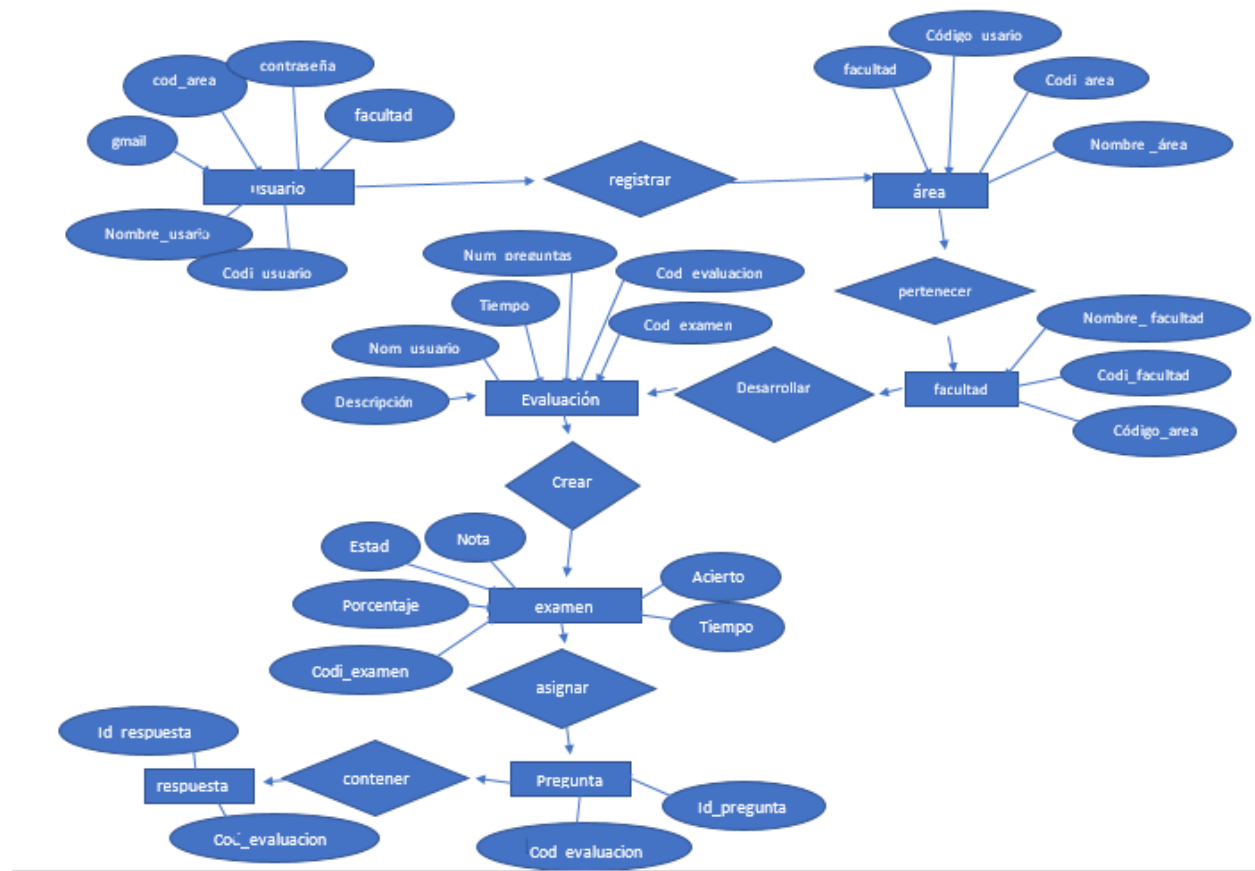 Código usario
contraseña
facultad
cod_area
Codi area
facultad
gmail
Nombre _área
registrar
usuario
área
Nombre_usario
Num preguntas
Codi usuario
Cod evaluacion
pertenecer
Tiempo
Nombre_ facultad
Cod examen
Nom usuario
Codi_facultad
Desarrollar
facultad
Descripción
Evaluación
Código_area
Crear
Nota
Estad
Acierto
Porcentaje
examen
Tiempo
Codi_examen
asignar
Id respuesta
contener
Pregunta
respuesta
Id_pregunta
Cod_evaluacion
Cod evaluacion